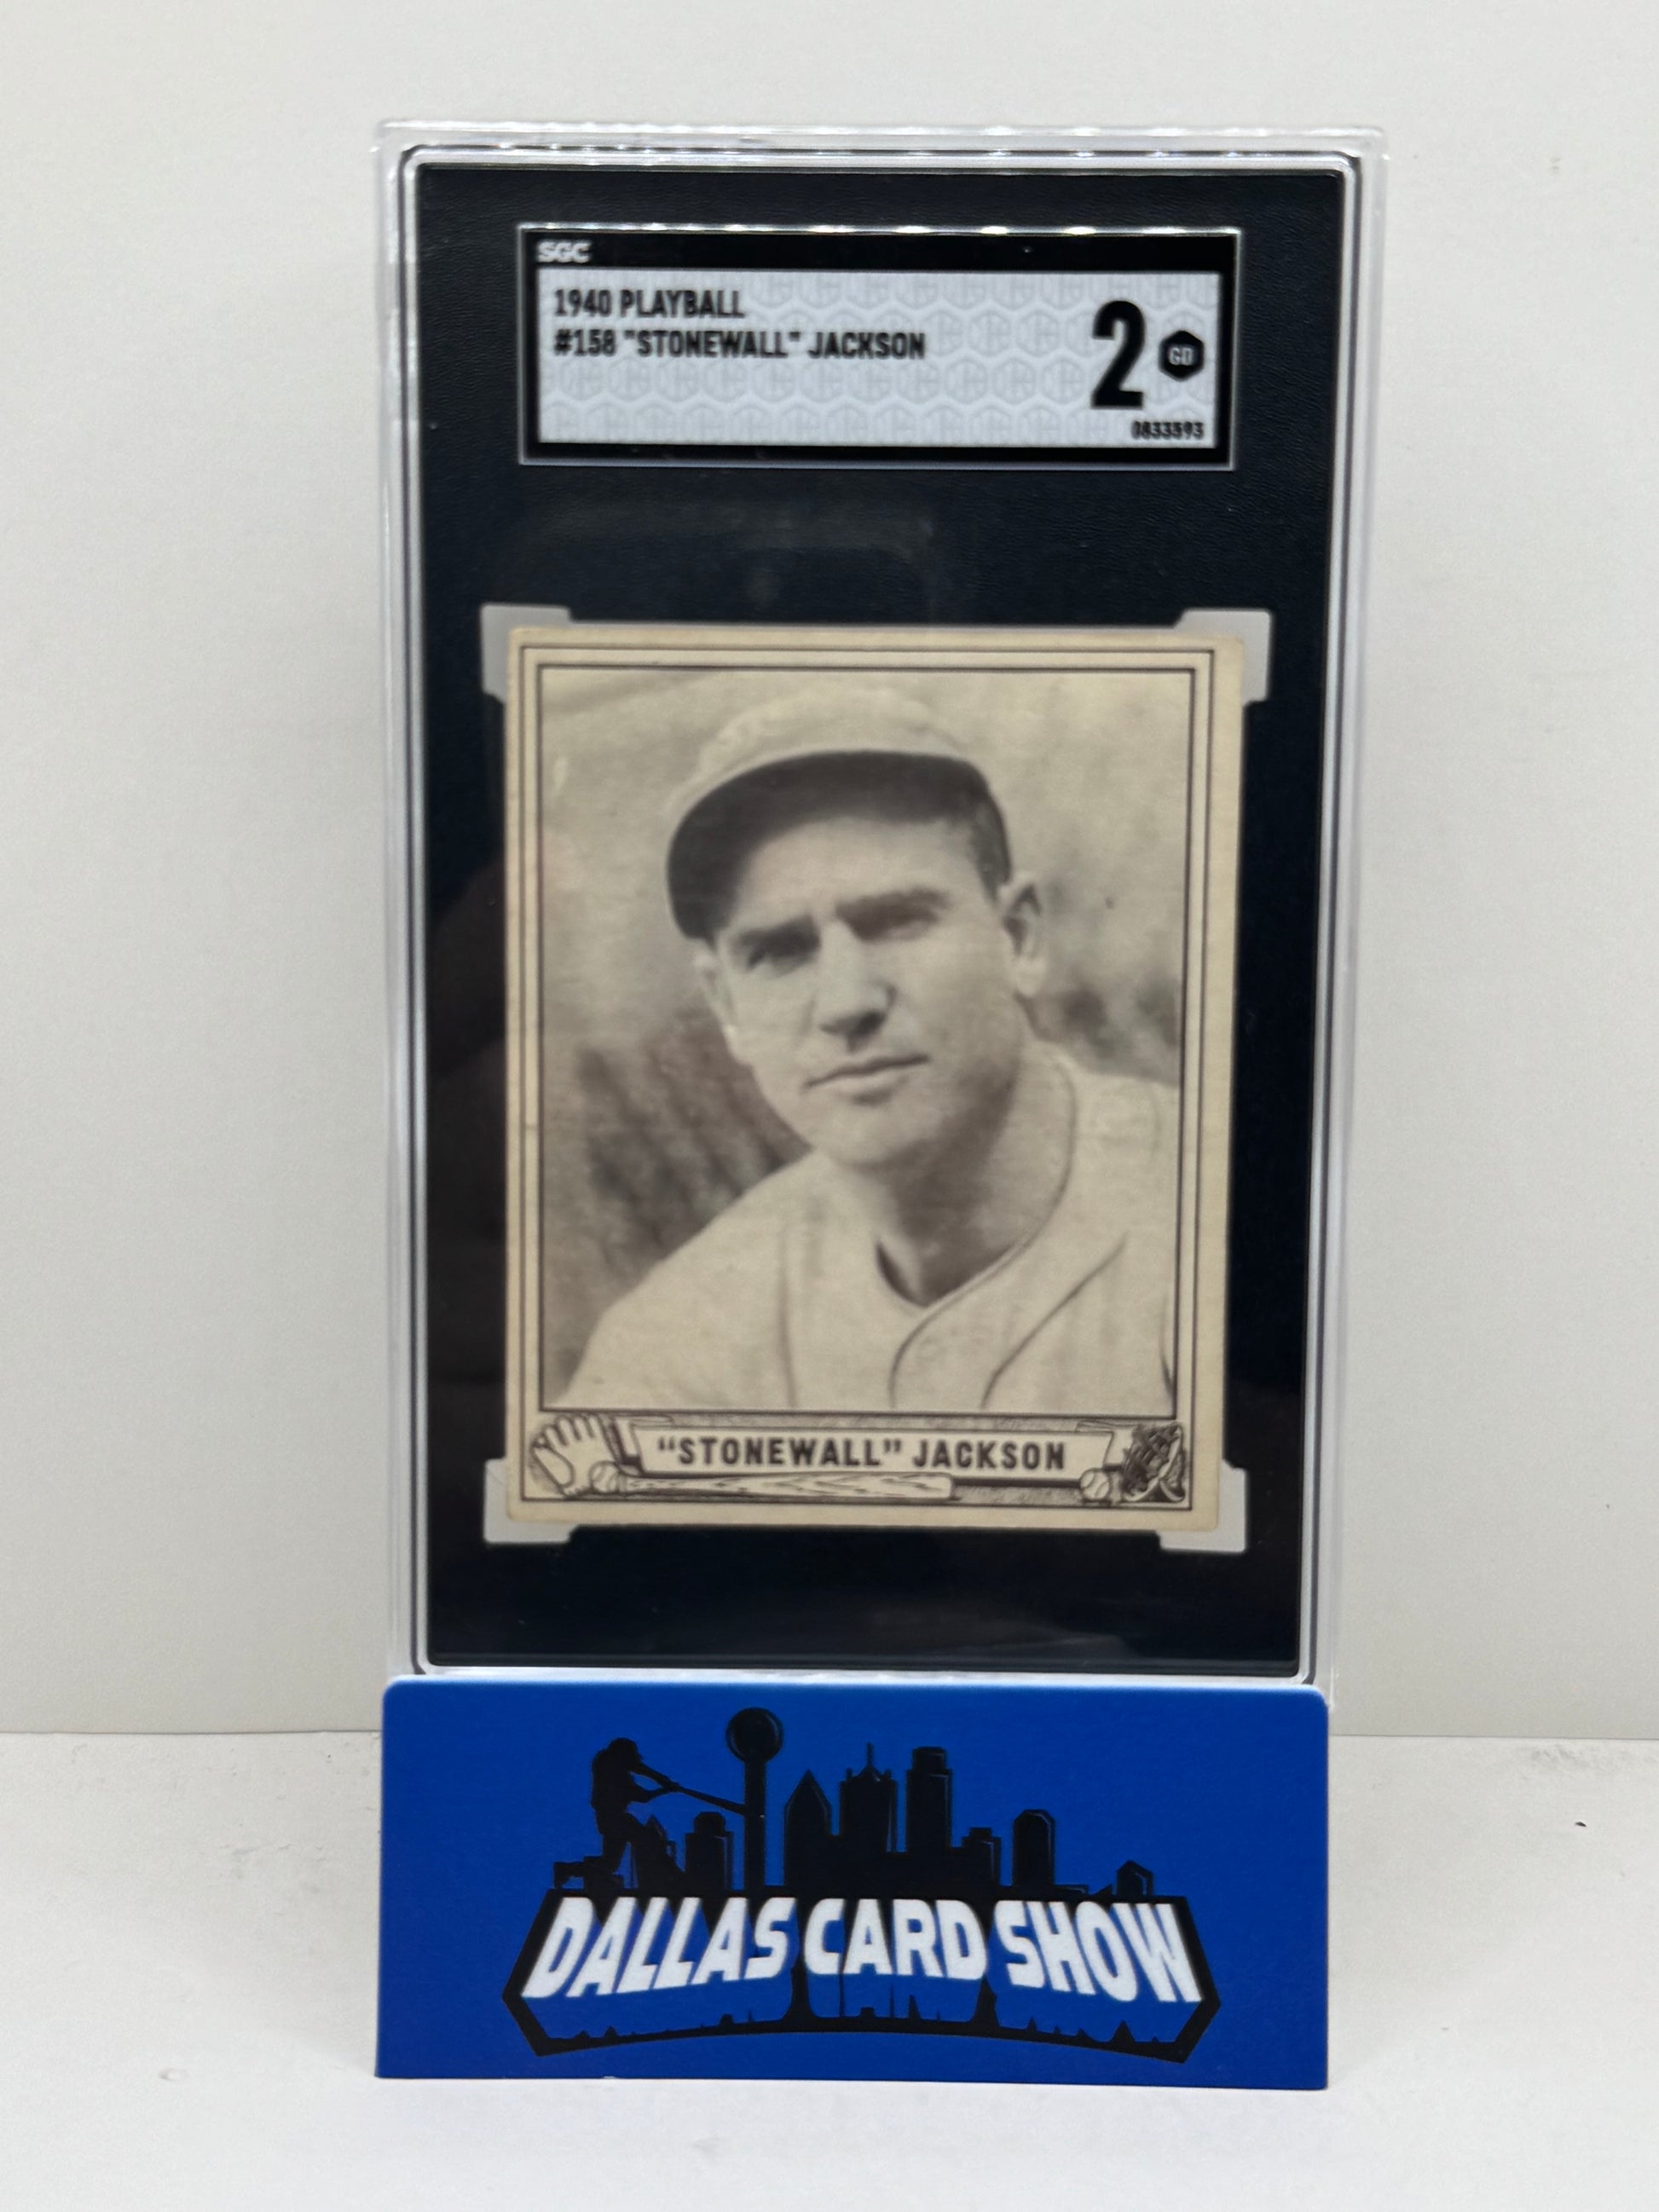 SGC
1940 PLAYBALL
#158 "STONEWALL" JACKSON
2 GD
0833593
“STONEWALL” JACKSON
DALLAS CARD SHOW